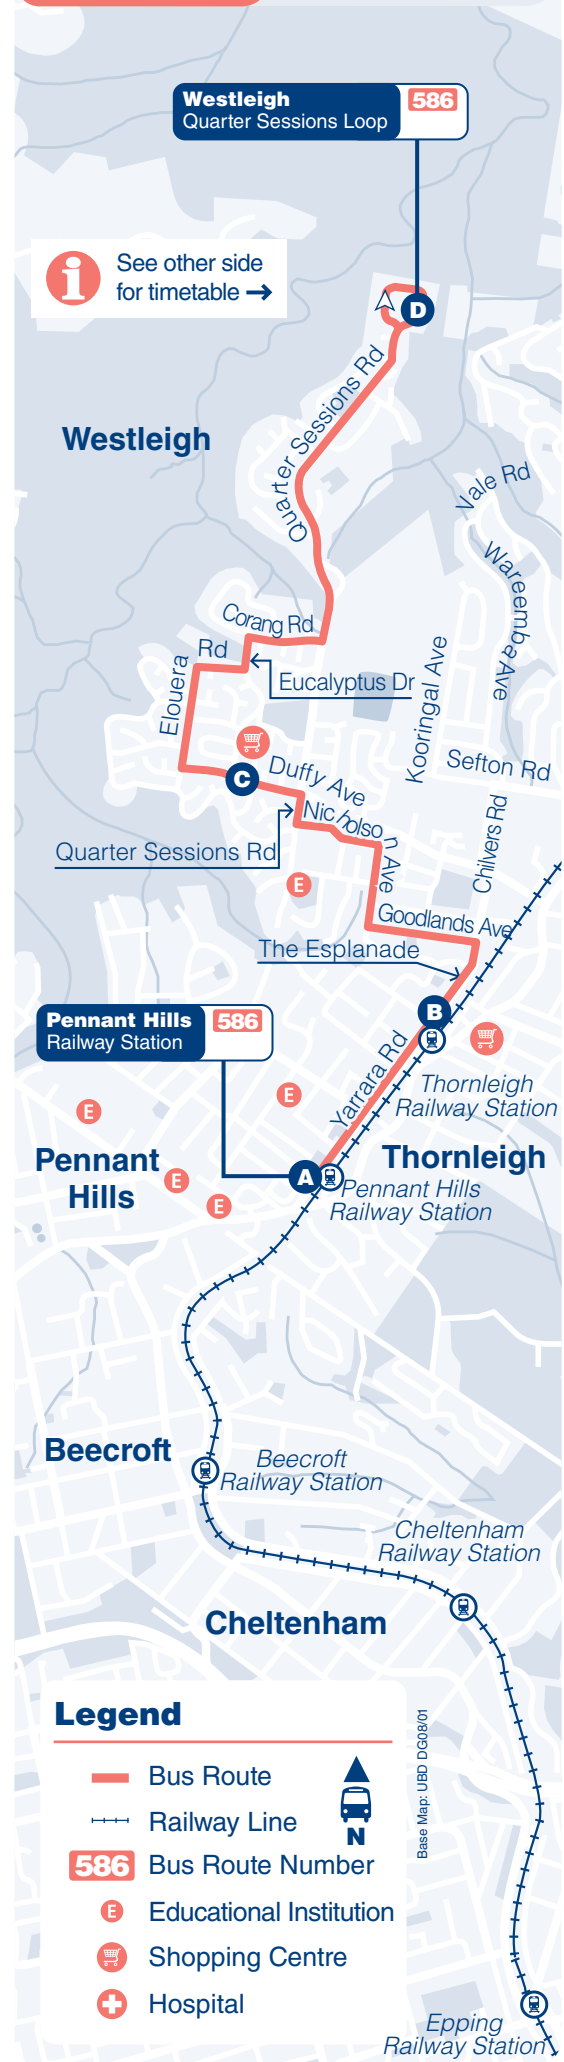 Westleigh
Quarter Sessions Loop
586
See other side
for timetable →
D
Quarter Sessions Rd
Westleigh
Vale Rd
Wareemba Ave
Corang Rd
Elouera Rd
Eucalyptus Dr
Kooringal Ave
Sefton Rd
C
Duffy Ave
Nicholson Ave
Chilvers Rd
Quarter Sessions Rd
E
Goodlands Ave
The Esplanade
Pennant Hills
Railway Station
586
B
Yarrara Rd
Thornleigh
Railway Station
E
E
Pennant
Hills
E
E
A
Thornleigh
Pennant Hills
Railway Station
Beecroft
Beecroft
Railway Station
Cheltenham
Railway Station
Cheltenham
Legend
Bus Route
Railway Line
586 Bus Route Number
E Educational Institution
Shopping Centre
Hospital
N
Base Map: UBD DG08/01
Epping
Railway Station